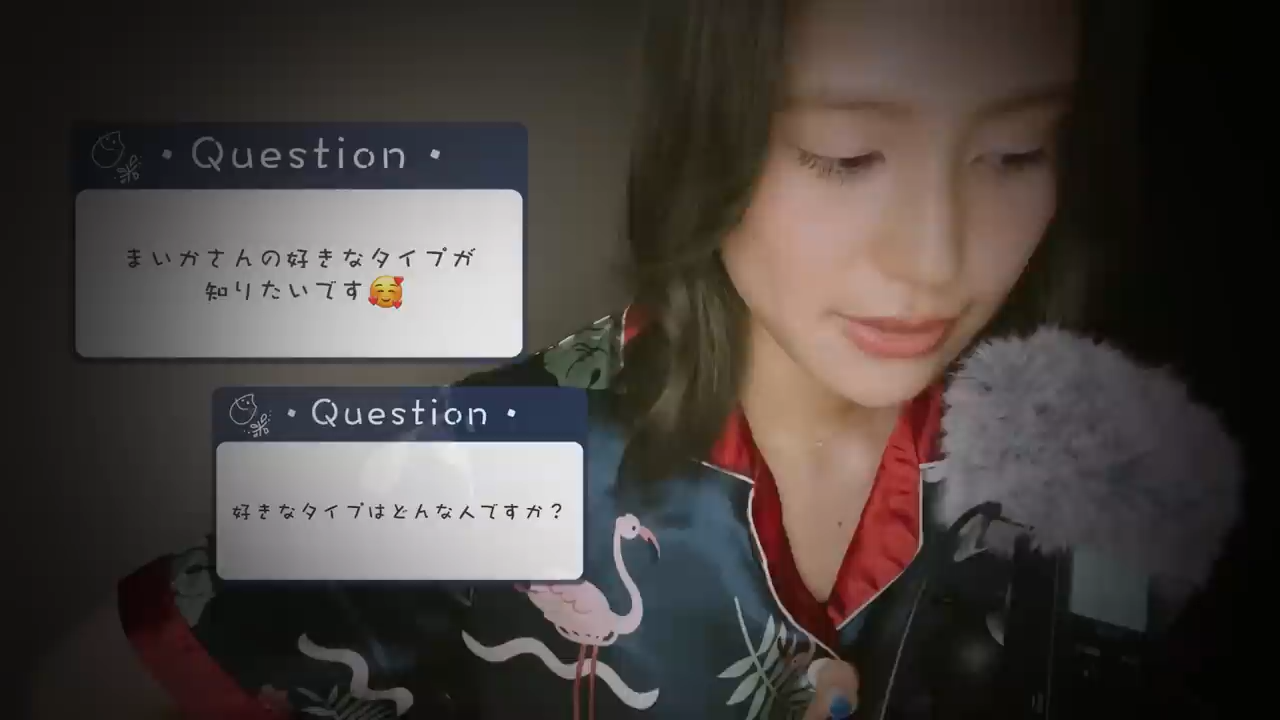 • Question •
まいかさんの好きなタイプが
知りたいです🥰
• Question •
好きなタイプはどんな人ですか？